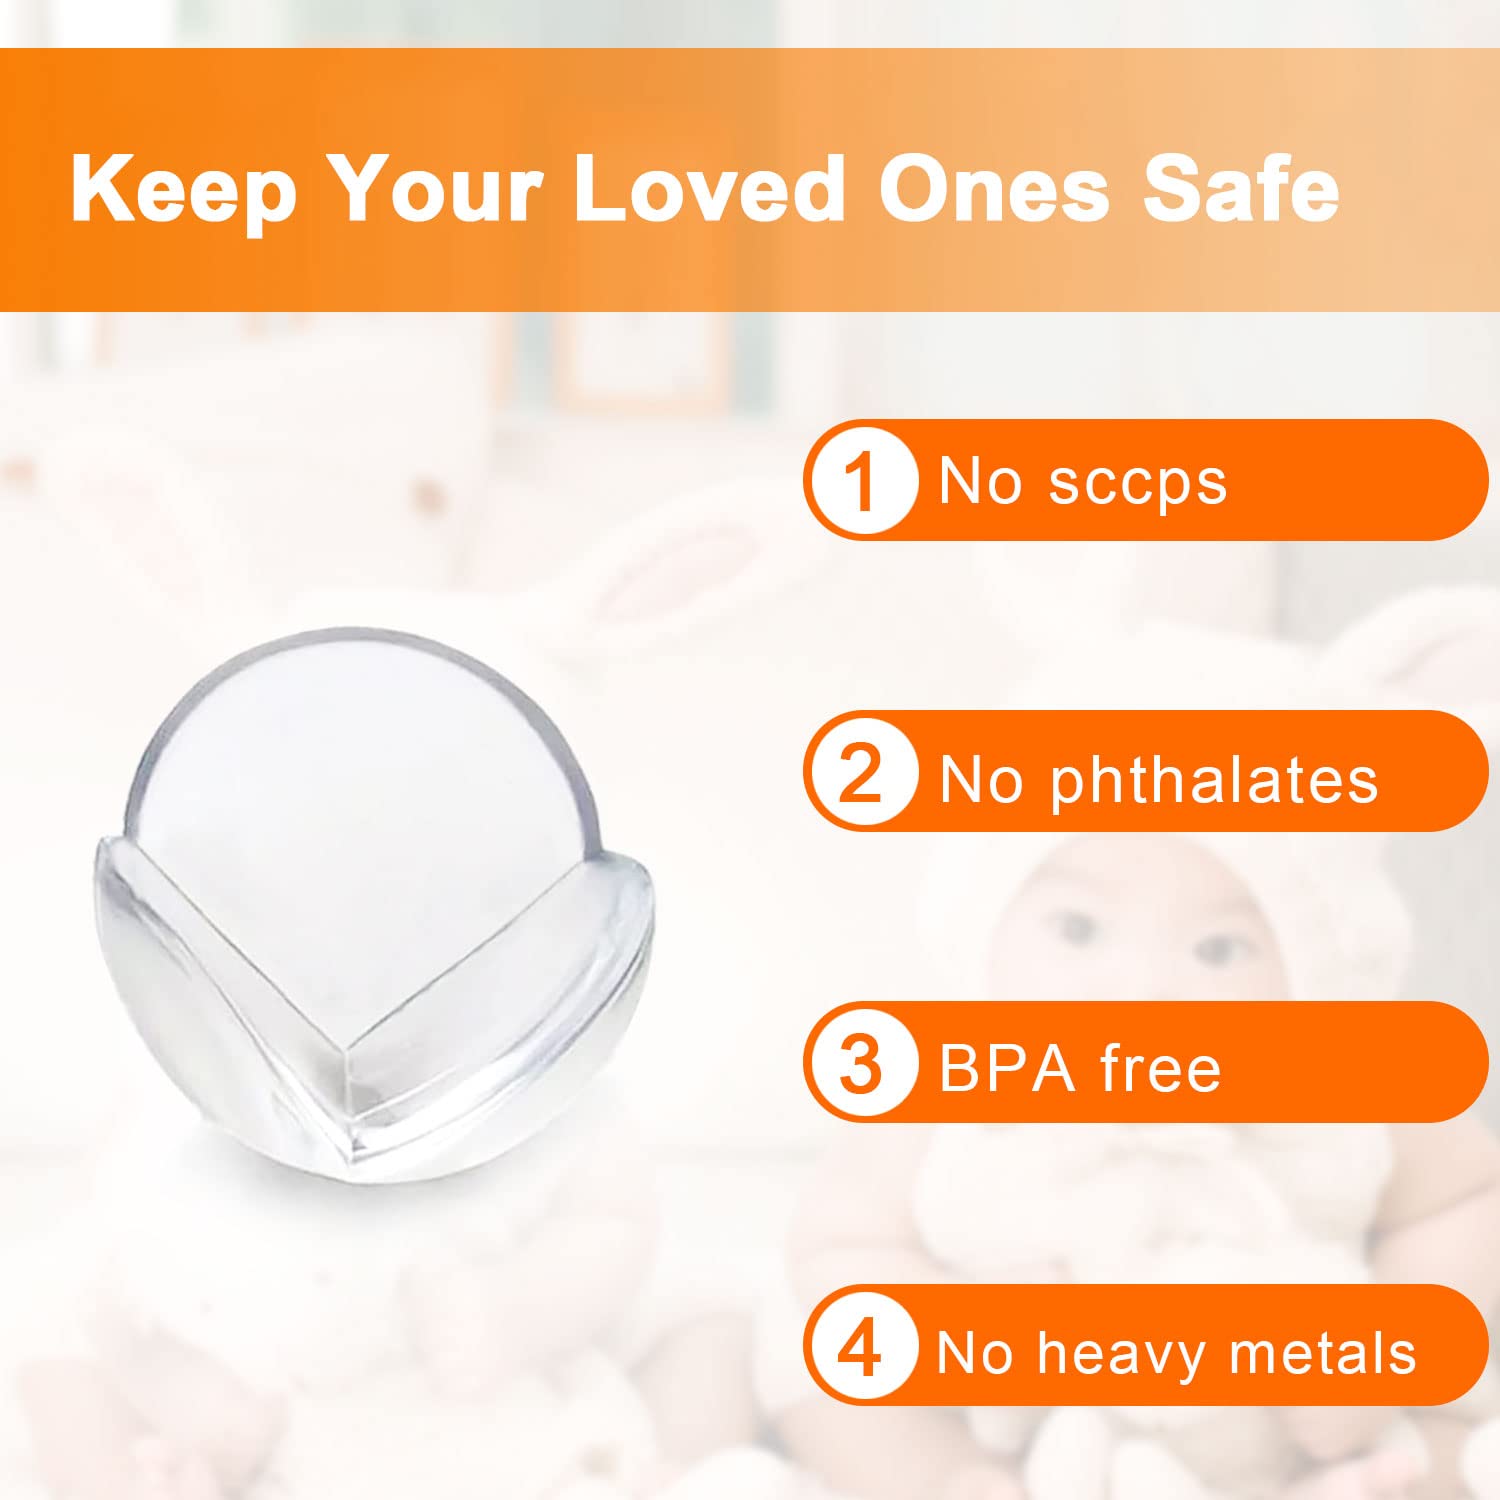 Keep Your Loved Ones Safe
1 No sccps
2 No phthalates
3 BPA free
4 No heavy metals